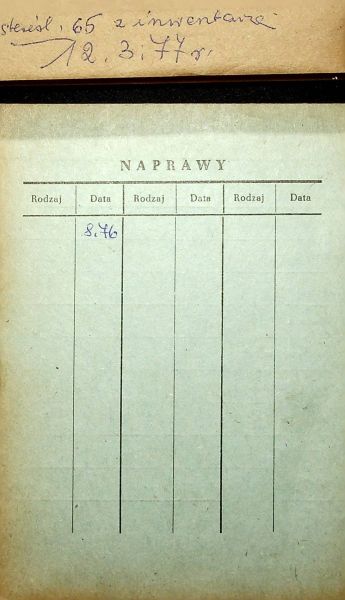 skreśl. 65 z inwentarza
12.3.77r.
NAPRAWY
Rodzaj Data Rodzaj Data Rodzaj Data
8.76